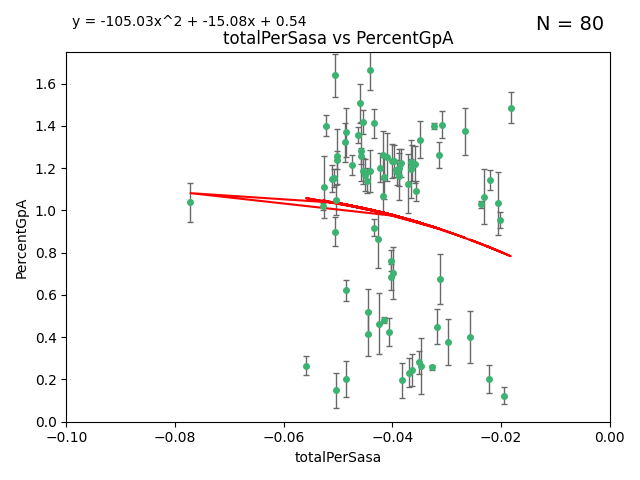 y = -105.03x^2 + -15.08x + 0.54
N = 80
totalPerSasa vs PercentGpA
PercentGpA
1.6
1.4
1.2
1.0
0.8
0.6
0.4
0.2
0.0
−0.10 −0.08 −0.06 −0.04 −0.02 0.00
totalPerSasa